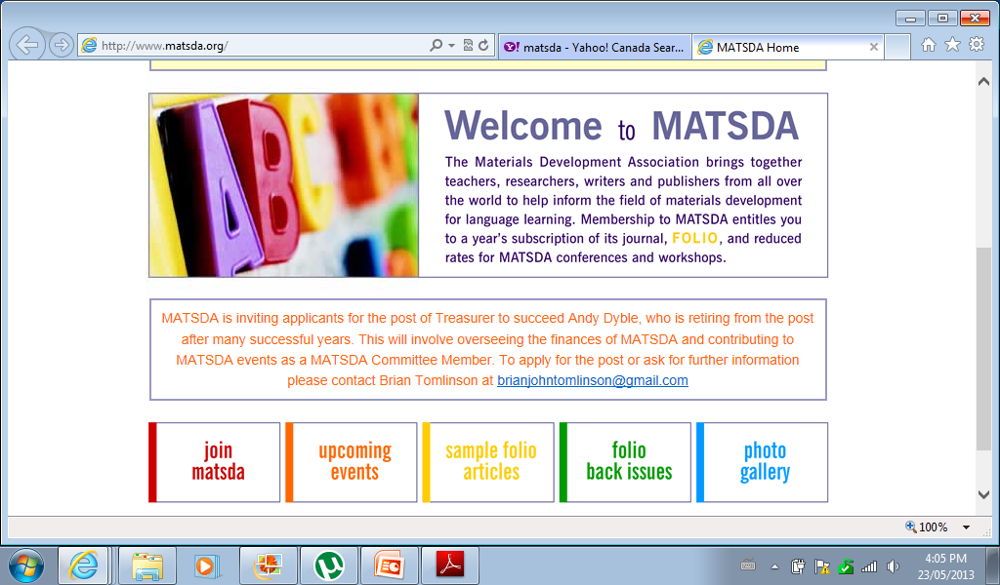 http://www.matsda.org/
matsda - Yahoo! Canada Sear...
MATSDA Home
ABC
Welcome to MATSDA
The Materials Development Association brings together
teachers, researchers, writers and publishers from all over
the world to help inform the field of materials development
for language learning. Membership to MATSDA entitles you
to a year's subscription of its journal, FOLIO, and reduced
rates for MATSDA conferences and workshops.
MATSDA is inviting applicants for the post of Treasurer to succeed Andy Dyble, who is retiring from the post
after many successful years. This will involve overseeing the finances of MATSDA and contributing to
MATSDA events as a MATSDA Committee Member. To apply for the post or ask for further information
please contact Brian Tomlinson at brianjohntomlinson@gmail.com
join
matsda
upcoming
events
sample folio
articles
folio
back issues
photo
gallery
100%
4:05 PM
23/05/2013